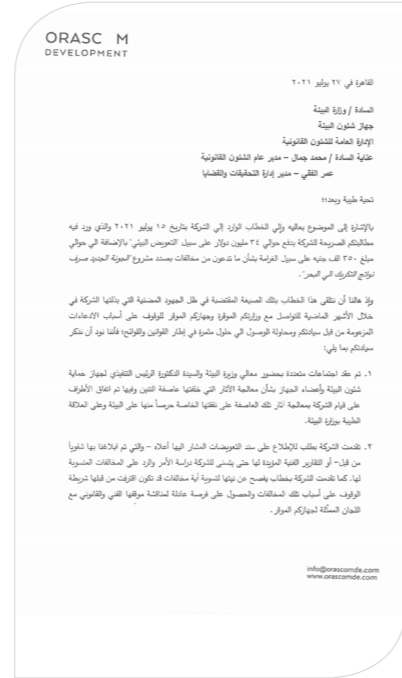 ORASC M
DEVELOPMENT
القاهرة في ٢٧ يوليو ٢٠٢١
السادة / وزارة البيئة
جهاز شئون البيئة
الإدارة العامة للشئون القانونية
عناية السادة / محمد جمال – مدير عام الشئون القانونية
عمر الفقي – مدير إدارة التحقيقات والقضايا
تحية طيبة وبعد؛؛
بالإشارة إلى الموضوع بعاليه وإلي الخطاب الوارد إلي الشركة بتاريخ ١٥ يوليو ٢٠٢١ والذي ورد فيه
مطالبتكم الصريحة للشركة بدفع حوالي ٣٤ مليون دولار على سبيل "التعويض البيئي" بالإضافة الي حوالي
مبلغ ٣٥٠ الف جنيه على سبيل الغرامة بشأن ما تدعون من مخالفات بصدد مشروع "الجونة الجديد صرف
نواتج التكريك الي البحر".
وإذ هالنا أن نتلقى هذا الخطاب بتلك الصيغة المقتضبة في ظل الجهود المضنية التي بذلتها الشركة في
خلال الأشهر الماضية للتواصل مع وزارتكم الموقرة وجهازكم الموقر للوقوف على أسباب الادعاءات
المزعومة من قبل سيادتكم ومحاولة الوصول الي حلول مثمرة في إطار القوانين واللوائح؛ فأننا نود أن نذكر
سيادتكم بما يلي:
١. تم عقد اجتماعات متعددة بحضور معالي وزيرة البيئة والسيدة الدكتورة الرئيس التنفيذي لجهاز حماية
شئون البيئة وأعضاء الجهاز بشأن معالجة الآثار التي خلفتها عاصفة التنين وفيها تم اتفاق الأطراف
على قيام الشركة بمعالجة آثار تلك العاصفة على نفقتها الخاصة حرصاً منها على البيئة وعلى العلاقة
الطيبة بوزارة البيئة.
٢. تقدمت الشركة بطلب للإطلاع على سند التعويضات المشار اليها أعلاه – والتي تم ابلاغنا بها شفوياً
من قبل– أو التقارير الفنية المؤيدة لها حتى يتسنى للشركة دراسة الأمر والرد على المخالفات المنسوبة
لها. كما تقدمت الشركة بخطاب يفصح عن نيتها لتسوية أية مخالفات قد تكون اقترفت من قبلها شريطة
الوقوف على أسباب تلك المخالفات والحصول على فرصة عادلة لمناقشة موقفها الفني والقانوني مع
اللجان الممثلة لجهازكم الموقر.
info@orascomde.com
www.orascomde.com